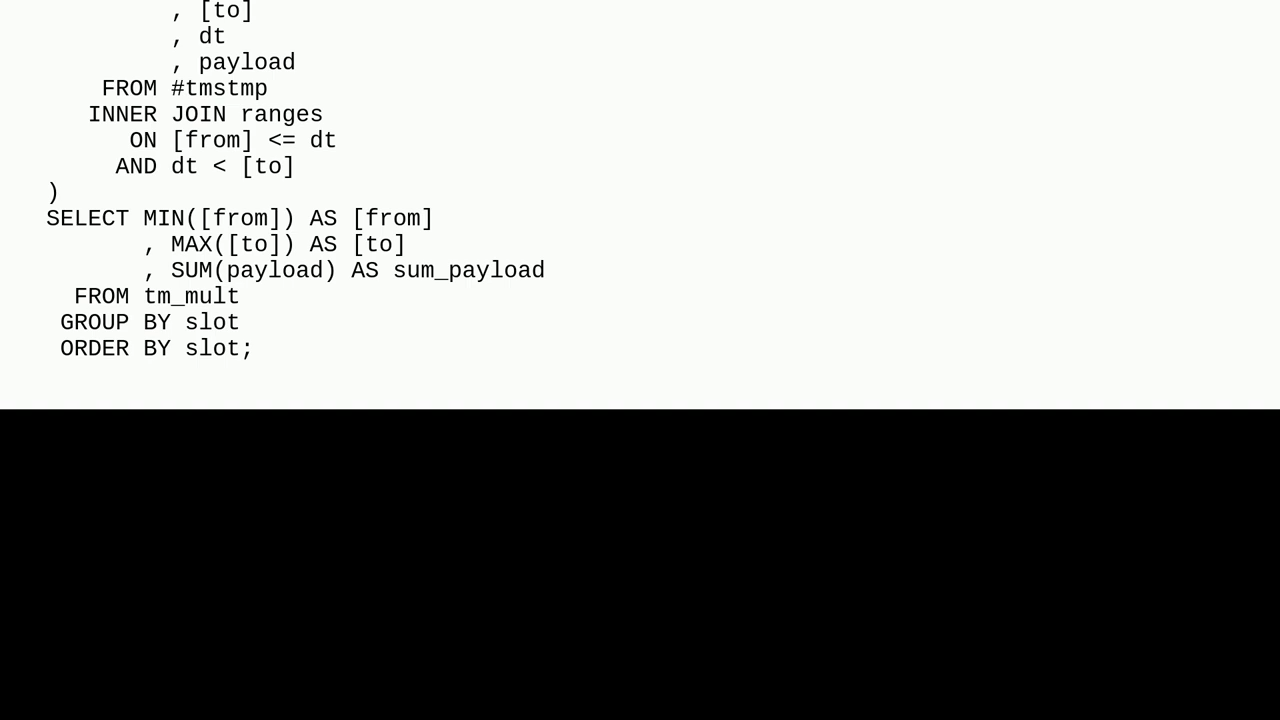 , [to]
, dt
, payload
FROM #tmstmp
INNER JOIN ranges
ON [from] <= dt
AND dt < [to]
)
SELECT MIN([from]) AS [from]
, MAX([to]) AS [to]
, SUM(payload) AS sum_payload
FROM tm_mult
GROUP BY slot
ORDER BY slot;